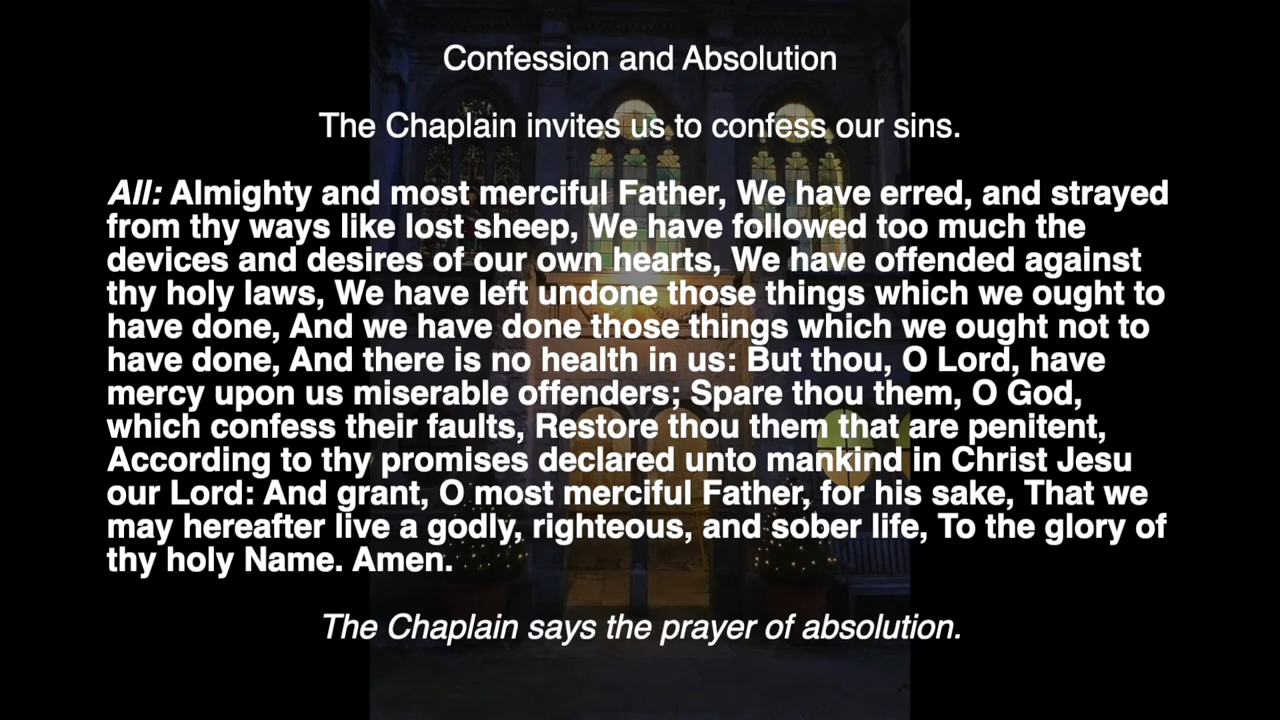 Confession and Absolution
The Chaplain invites us to confess our sins.
All: Almighty and most merciful Father, We have erred, and strayed
from thy ways like lost sheep, We have followed too much the
devices and desires of our own hearts, We have offended against
thy holy laws, We have left undone those things which we ought to
have done, And we have done those things which we ought not to
have done, And there is no health in us: But thou, O Lord, have
mercy upon us miserable offenders; Spare thou them, O God,
which confess their faults, Restore thou them that are penitent,
According to thy promises declared unto mankind in Christ Jesu
our Lord: And grant, O most merciful Father, for his sake, That we
may hereafter live a godly, righteous, and sober life, To the glory of
thy holy Name. Amen.
The Chaplain says the prayer of absolution.